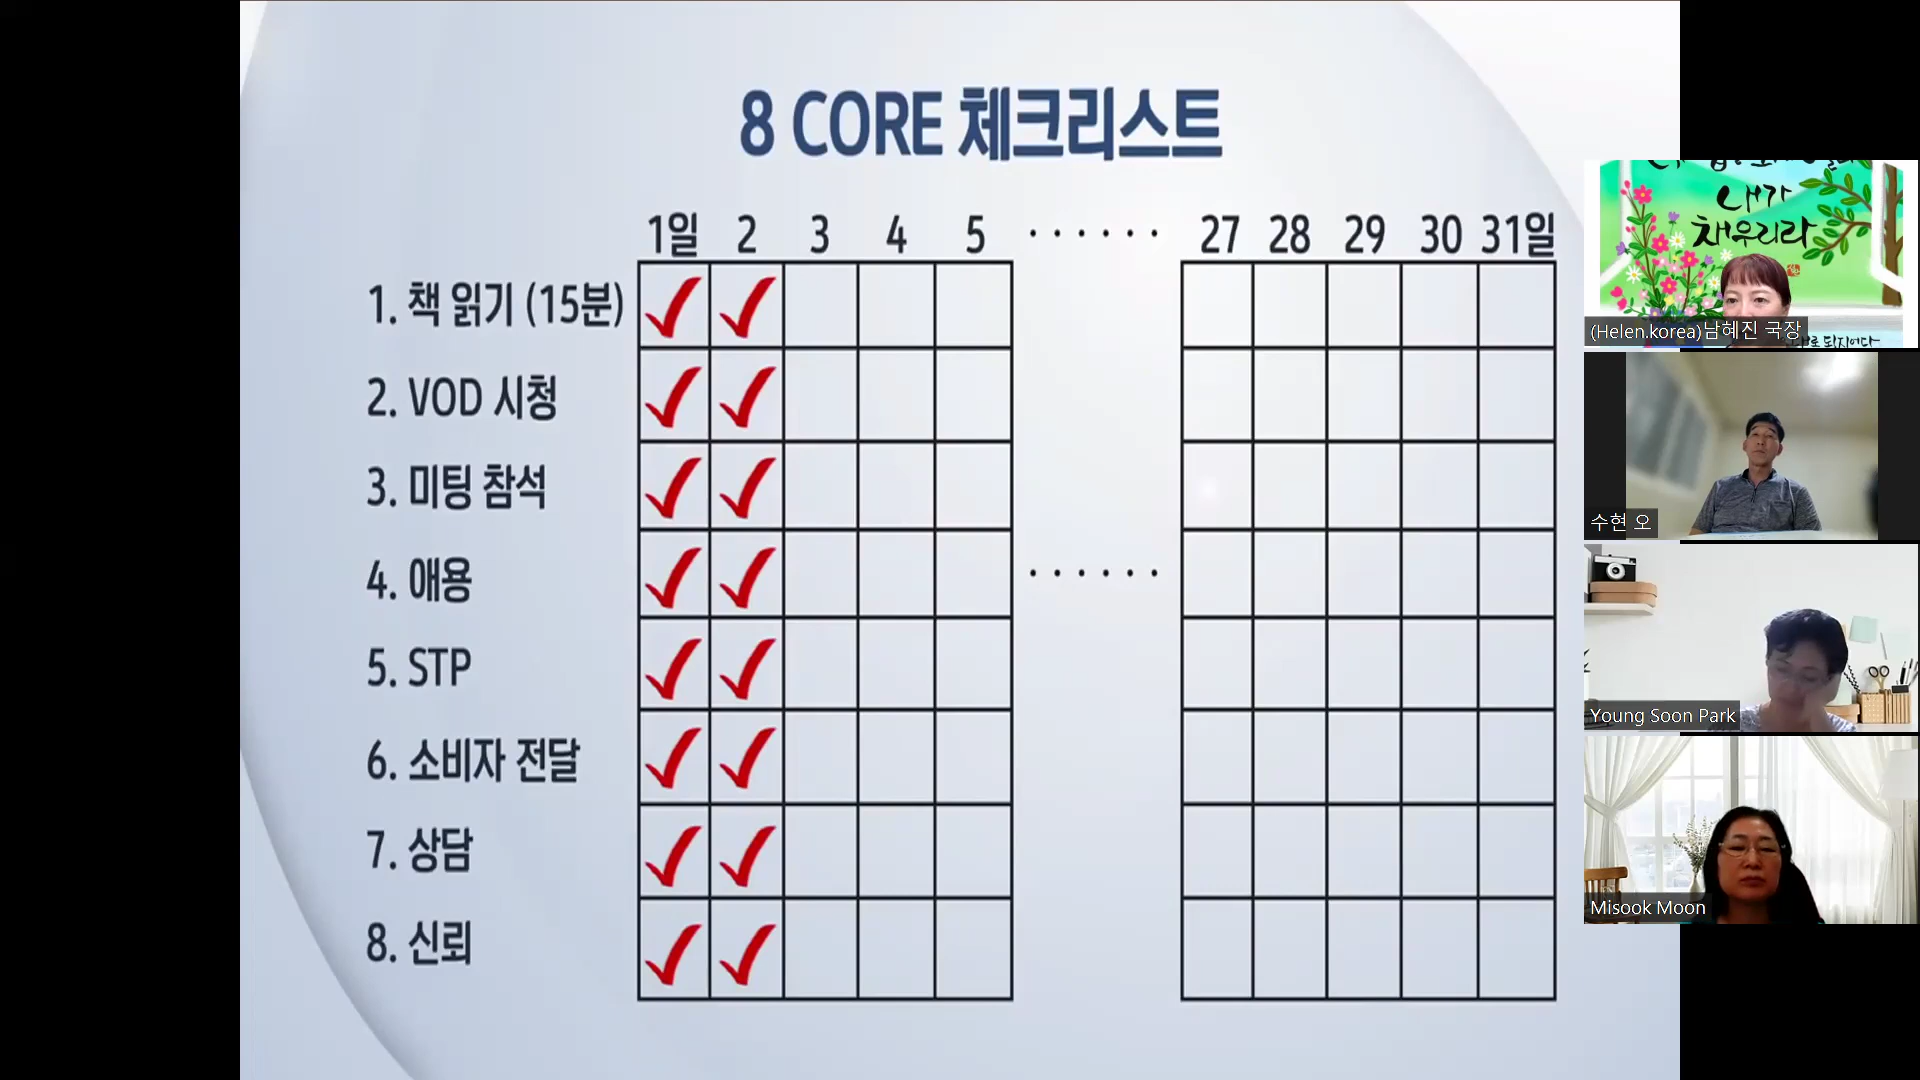 8 CORE 체크리스트
1일 2 3 4 5 · · · · · · 27 28 29 30 31일
1. 책 읽기 (15분)
2. VOD 시청
3. 미팅 참석
4. 애용
· · · · · ·
5. STP
6. 소비자 전달
7. 상담
8. 신뢰
내가
채우리라
(Helen.korea)남혜진 국장
수현 오
Young Soon Park
Misook Moon